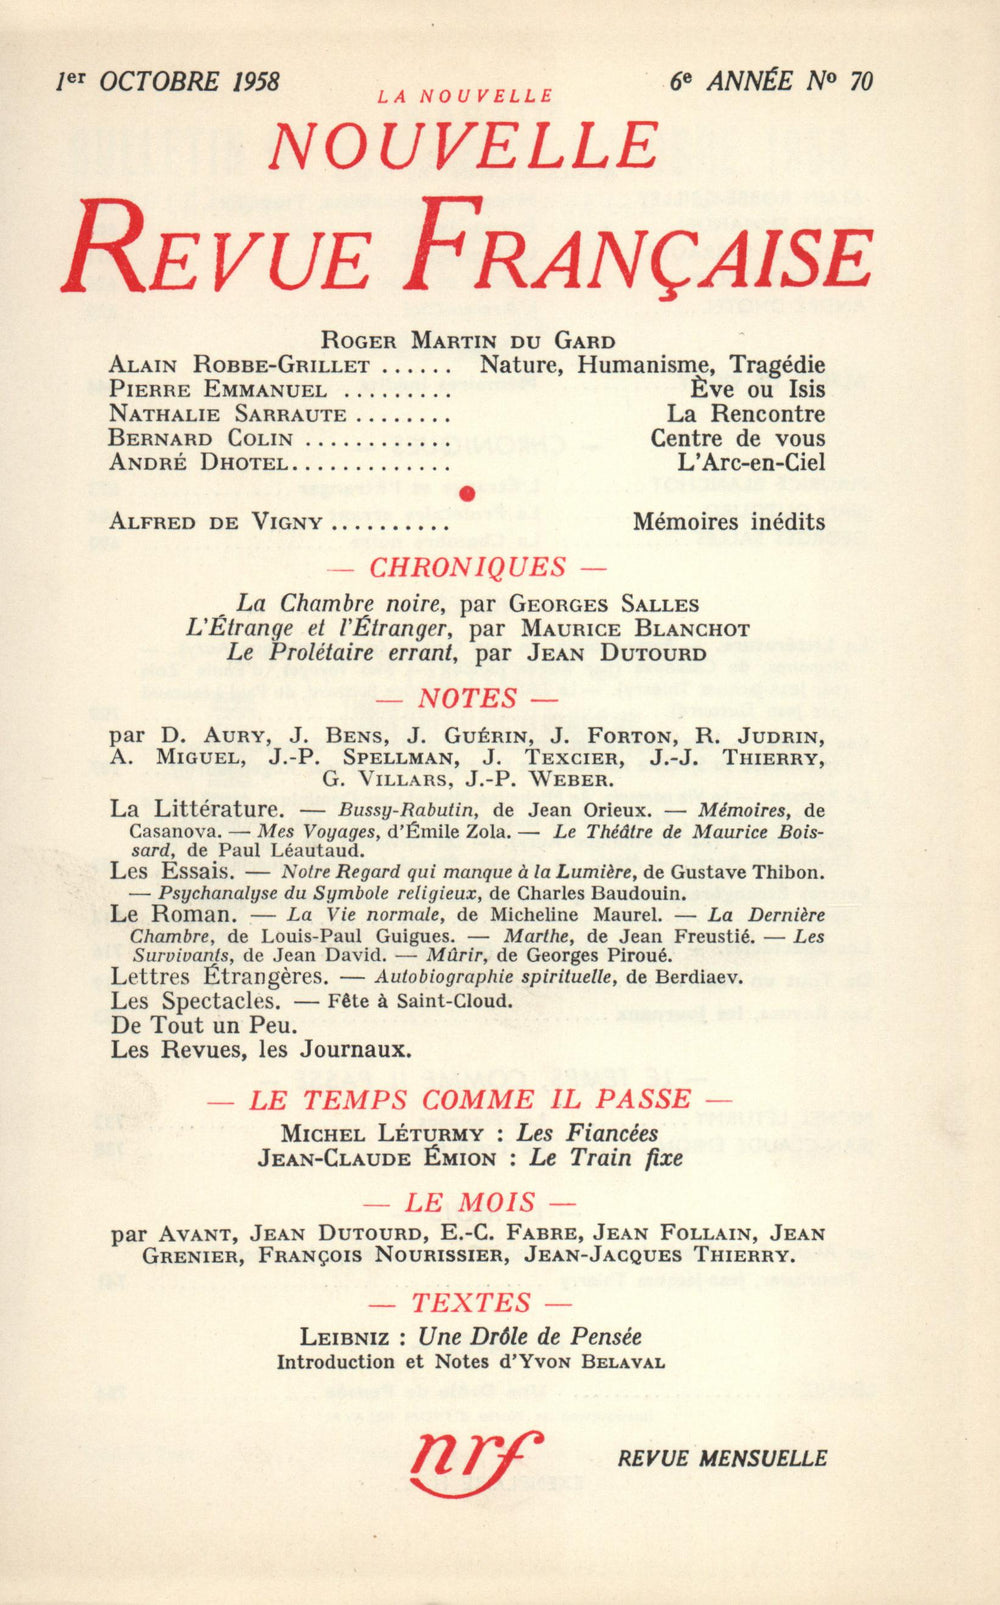 1er OCTOBRE 1958
6e ANNÉE No 70
LA NOUVELLE
NOUVELLE
REVUE FRANÇAISE
ROGER MARTIN DU GARD
ALAIN ROBBE-GRILLET ...... Nature, Humanisme, Tragédie
PIERRE EMMANUEL ......... Ève ou Isis
NATHALIE SARRAUTE ........ La Rencontre
BERNARD COLIN ............ Centre de vous
ANDRÉ DHOTEL............. L'Arc-en-Ciel
ALFRED DE VIGNY .......... Mémoires inédits
— CHRONIQUES —
La Chambre noire, par GEORGES SALLES
L'Étrange et l'Étranger, par MAURICE BLANCHOT
Le Prolétaire errant, par JEAN DUTOURD
— NOTES —
par D. AURY, J. BENS, J. GUÉRIN, J. FORTON, R. JUDRIN,
A. MIGUEL, J.-P. SPELLMAN, J. TEXCIER, J.-J. THIERRY,
G. VILLARS, J.-P. WEBER.
La Littérature. — Bussy-Rabutin, de Jean Orieux. — Mémoires, de
Casanova. — Mes Voyages, d'Émile Zola. — Le Théâtre de Maurice Bois-
sard, de Paul Léautaud.
Les Essais. — Notre Regard qui manque à la Lumière, de Gustave Thibon.
— Psychanalyse du Symbole religieux, de Charles Baudouin.
Le Roman. — La Vie normale, de Micheline Maurel. — La Dernière
Chambre, de Louis-Paul Guigues. — Marthe, de Jean Freustié. — Les
Survivants, de Jean David. — Mûrir, de Georges Piroué.
Lettres Étrangères. — Autobiographie spirituelle, de Berdiaev.
Les Spectacles. — Fête à Saint-Cloud.
De Tout un Peu.
Les Revues, les Journaux.
— LE TEMPS COMME IL PASSE —
MICHEL LÉTURMY : Les Fiancées
JEAN-CLAUDE ÉMION : Le Train fixe
— LE MOIS —
par AVANT, JEAN DUTOURD, E.-C. FABRE, JEAN FOLLAIN, JEAN
GRENIER, FRANÇOIS NOURISSIER, JEAN-JACQUES THIERRY.
— TEXTES —
LEIBNIZ : Une Drôle de Pensée
Introduction et Notes d'YVON BELAVAL
nrf
REVUE MENSUELLE